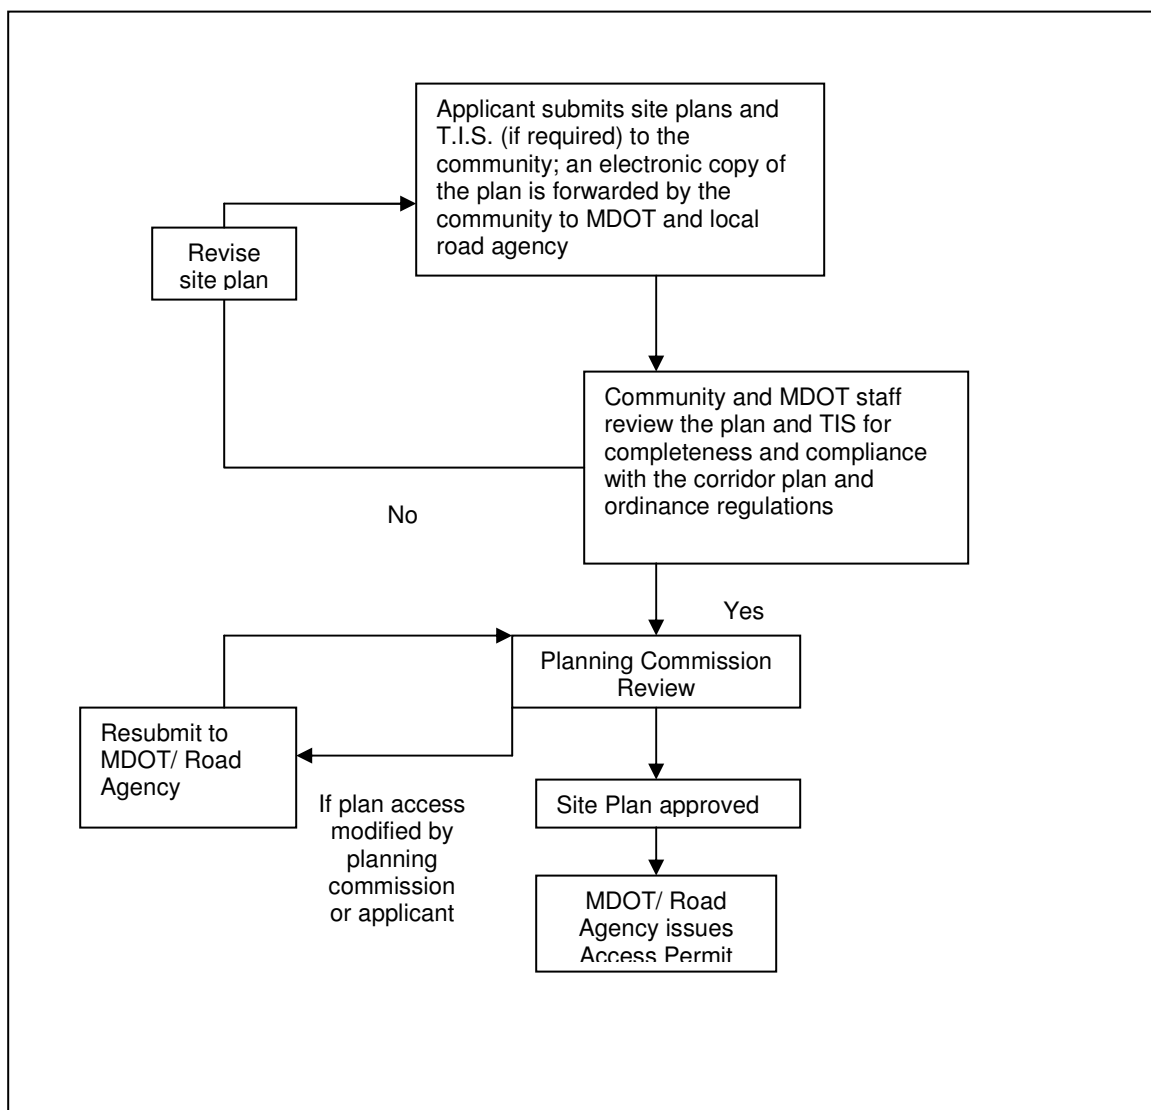 Applicant submits site plans and
T.I.S. (if required) to the
community; an electronic copy of
the plan is forwarded by the
community to MDOT and local
road agency
Revise
site plan
Community and MDOT staff
review the plan and TIS for
completeness and compliance
with the corridor plan and
ordinance regulations
No
Yes
Planning Commission
Review
Resubmit to
MDOT/ Road
Agency
If plan access
modified by
planning
commission
or applicant
Site Plan approved
MDOT/ Road
Agency issues
Access Permit